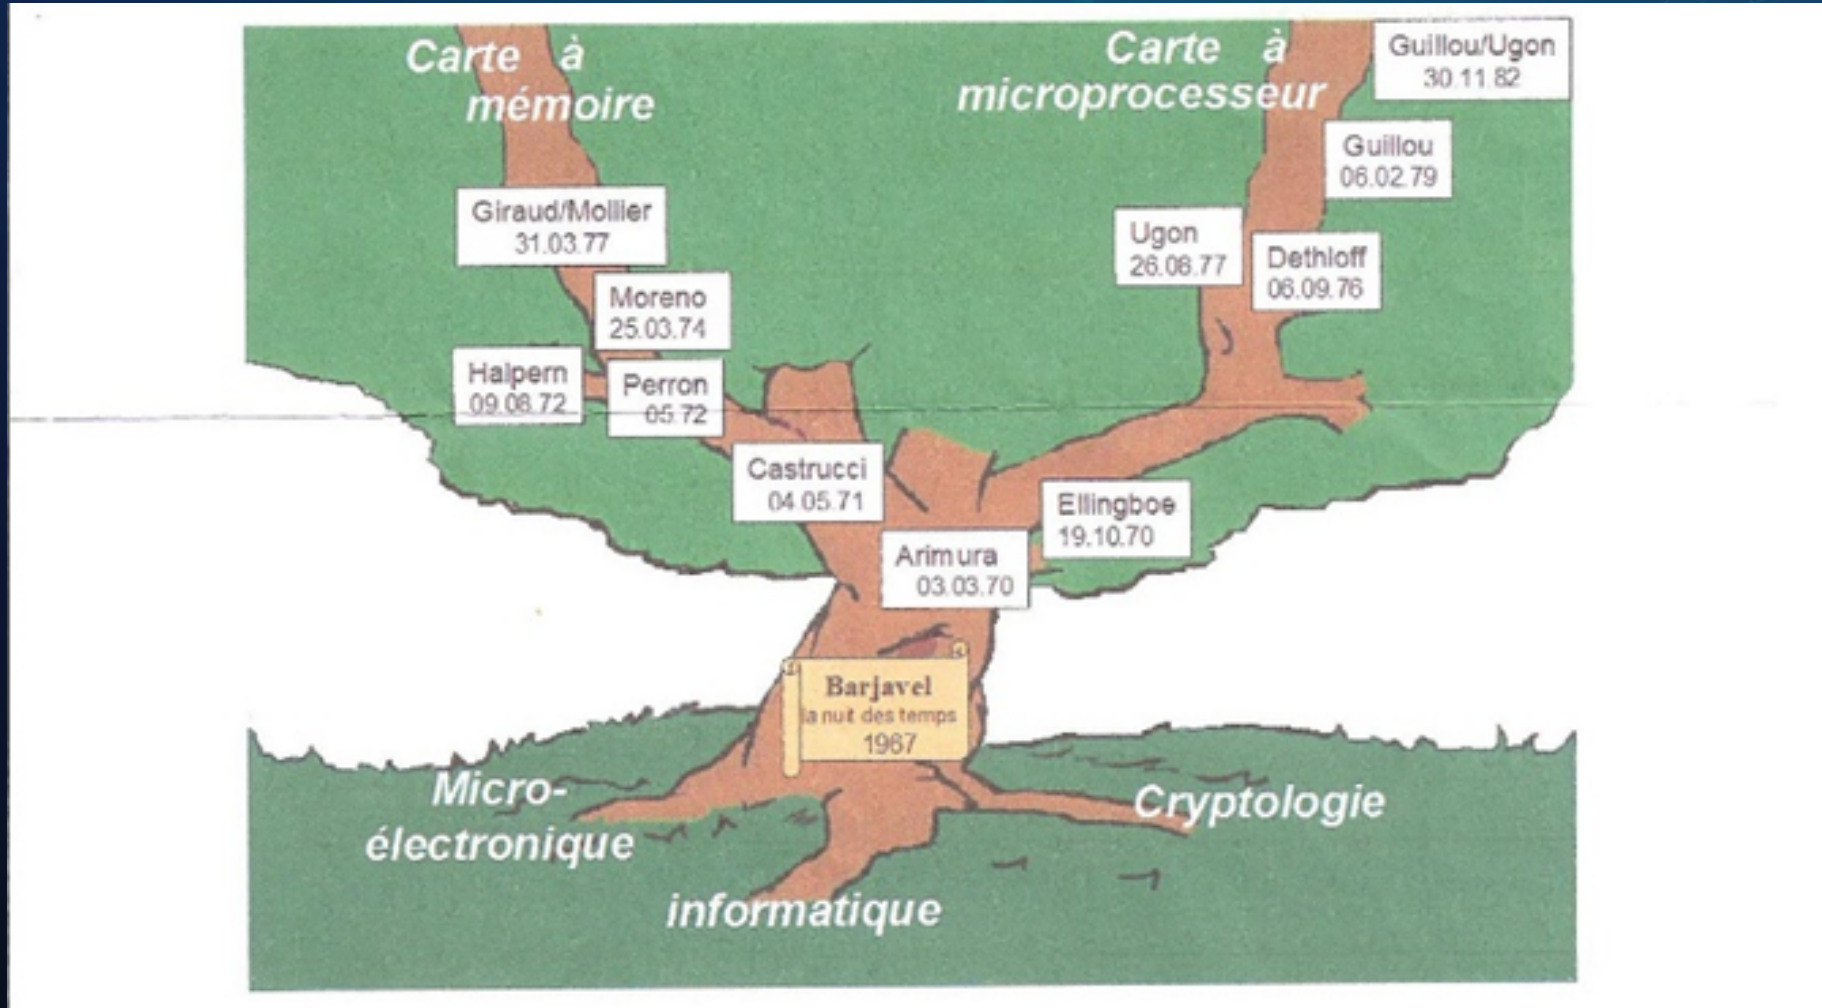 Carte à
mémoire
Carte à
microprocesseur
Guillou/Ugon
30.11.82
Guillou
06.02.79
Giraud/Mollier
31.03.77
Ugon
26.08.77
Dethloff
06.09.76
Moreno
25.03.74
Halpern
09.08.72
Perron
05.72
Castrucci
04.05.71
Ellingboe
19.10.70
Arimura
03.03.70
Barjavel
la nuit des temps
1967
Micro-
électronique
Cryptologie
informatique